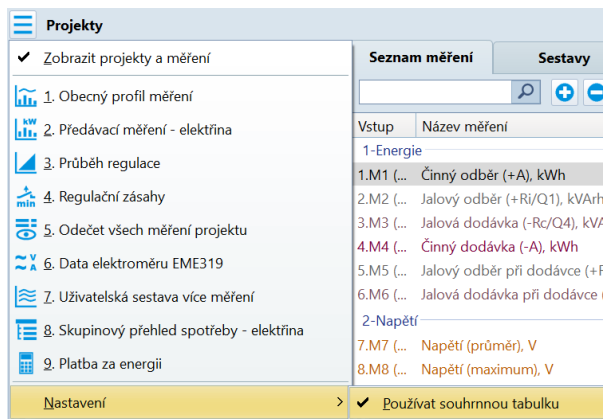 Projekty
Zobrazit projekty a měření
1. Obecný profil měření
2. Předávací měření - elektřina
3. Průběh regulace
4. Regulační zásahy
5. Odečet všech měření projektu
6. Data elektroměru EME319
7. Uživatelská sestava více měření
8. Skupinový přehled spotřeby - elektřina
9. Platba za energii
Nastavení
Používat souhrnnou tabulku
Seznam měření
Sestavy
Vstup Název měření
1-Energie
1.M1 (... Činný odběr (+A), kWh
2.M2 (... Jalový odběr (+Ri/Q1), kVArh
3.M3 (... Jalová dodávka (-Rc/Q4), kVA
4.M4 (... Činný dodávka (-A), kWh
5.M5 (... Jalový odběr při dodávce (+F
6.M6 (... Jalová dodávka při dodávce (
2-Napětí
7.M7 (... Napětí (průměr), V
8.M8 (... Napětí (maximum), V